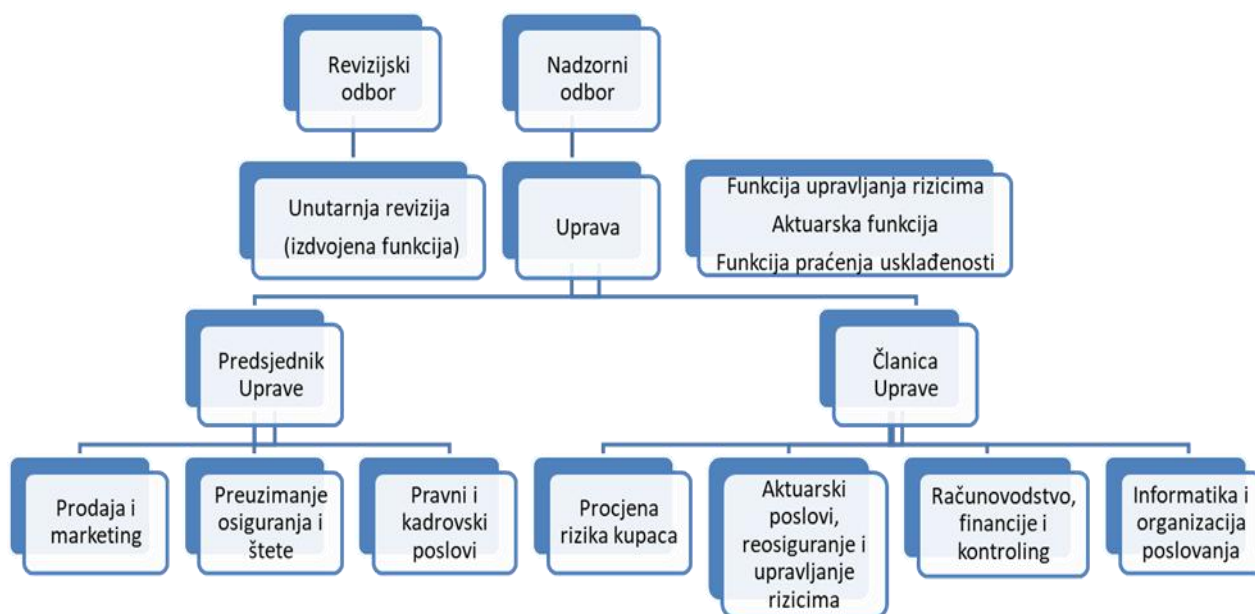 Revizijski
odbor
Nadzorni
odbor
Unutarnja revizija
(izdvojena funkcija)
Uprava
Funkcija upravljanja rizicima
Aktuarska funkcija
Funkcija praćenja usklađenosti
Predsjednik
Uprave
Članica
Uprave
Prodaja i
marketing
Preuzimanje
osiguranja i
štete
Pravni i
kadrovski
poslovi
Procjena
rizika kupaca
Aktuarski
poslovi,
reosiguranje i
upravljanje
rizicima
Računovodstvo,
financije i
kontroling
Informatika i
organizacija
poslovanja